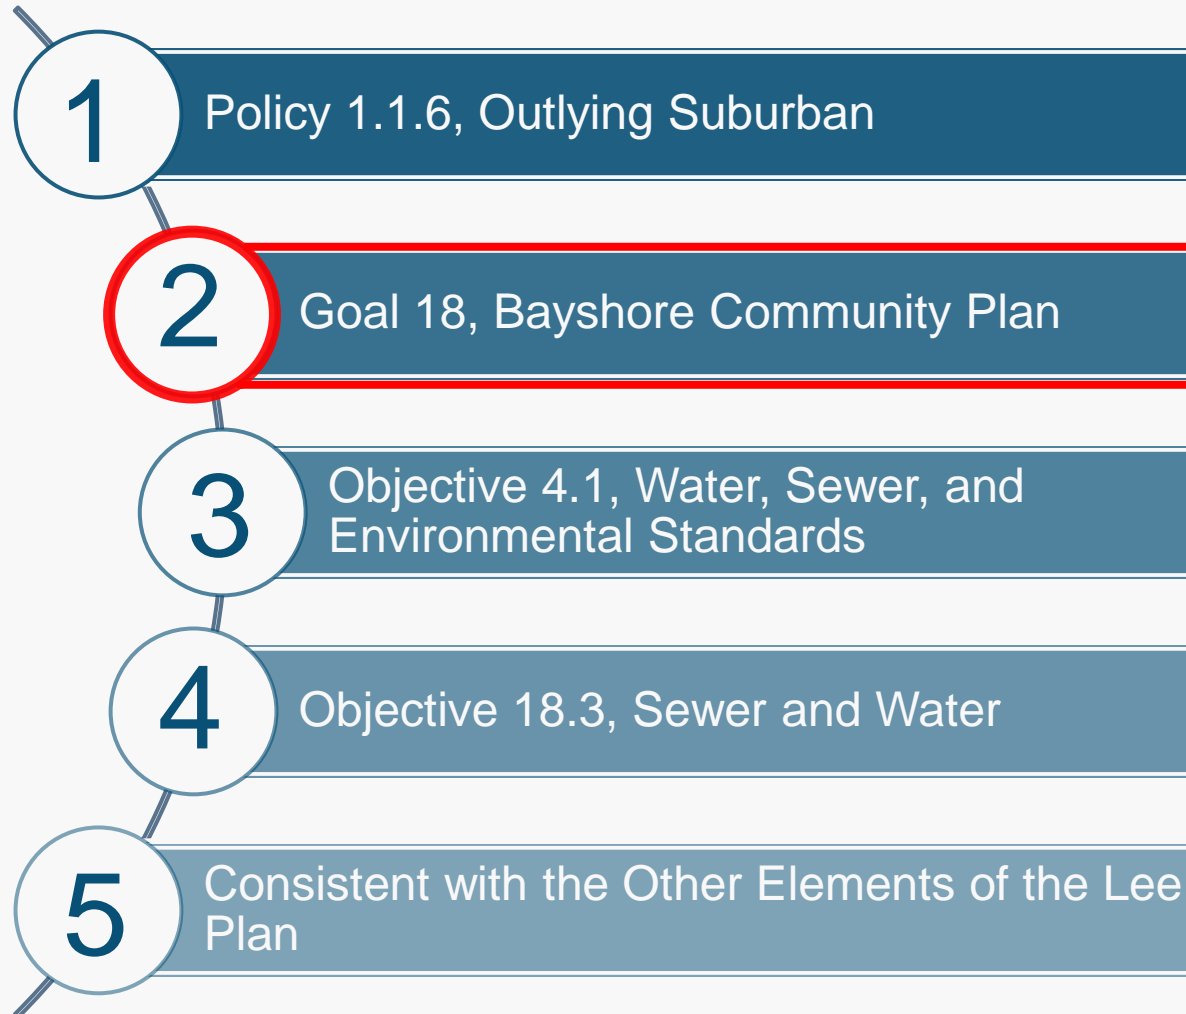 1
Policy 1.1.6, Outlying Suburban
2
Goal 18, Bayshore Community Plan
3
Objective 4.1, Water, Sewer, and
Environmental Standards
4
Objective 18.3, Sewer and Water
5
Consistent with the Other Elements of the Lee
Plan